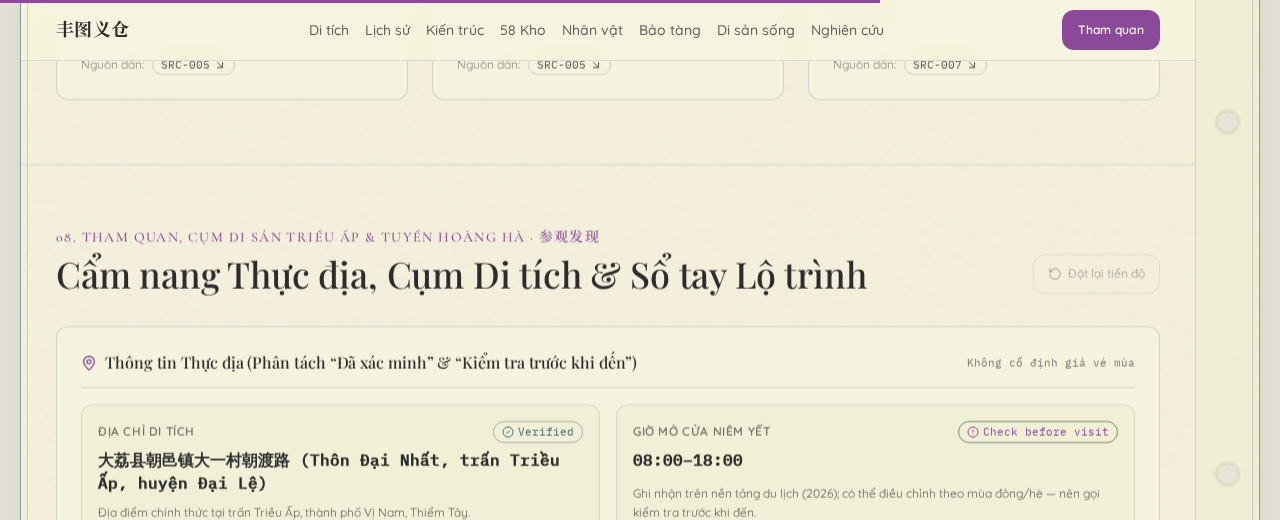 丰图义仓
Di tích Lịch sử Kiến trúc 58 Kho Nhân vật Bảo tàng Di sản sống Nghiên cứu
Tham quan
Nguồn dẫn: SRC-005 ⇲
Nguồn dẫn: SRC-005 ⇲
Nguồn dẫn: SRC-007 ⇲
08. THAM QUAN, CỤM DI SẢN TRIỀU ẤP & TUYẾN HOÀNG HÀ · 参观发现
Cẩm nang Thực địa, Cụm Di tích & Sổ tay Lộ trình
Đặt lại tiến độ
Thông tin Thực địa (Phân tách “Đã xác minh” & “Kiểm tra trước khi đến”)
Không cố định giá vé mùa
ĐỊA CHỈ DI TÍCH
Verified
大荔县朝邑镇大一村朝渡路 (Thôn Đại Nhất, trấn Triều
Ấp, huyện Đại Lệ)
Địa điểm chính thức tại trấn Triều Ấp, thành phố Vị Nam, Thiểm Tây.
GIỜ MỞ CỬA NIÊM YẾT
Check before visit
08:00–18:00
Ghi nhận trên nền tảng du lịch (2026); có thể điều chỉnh theo mùa đông/hè — nên gọi
kiểm tra trước khi đến.